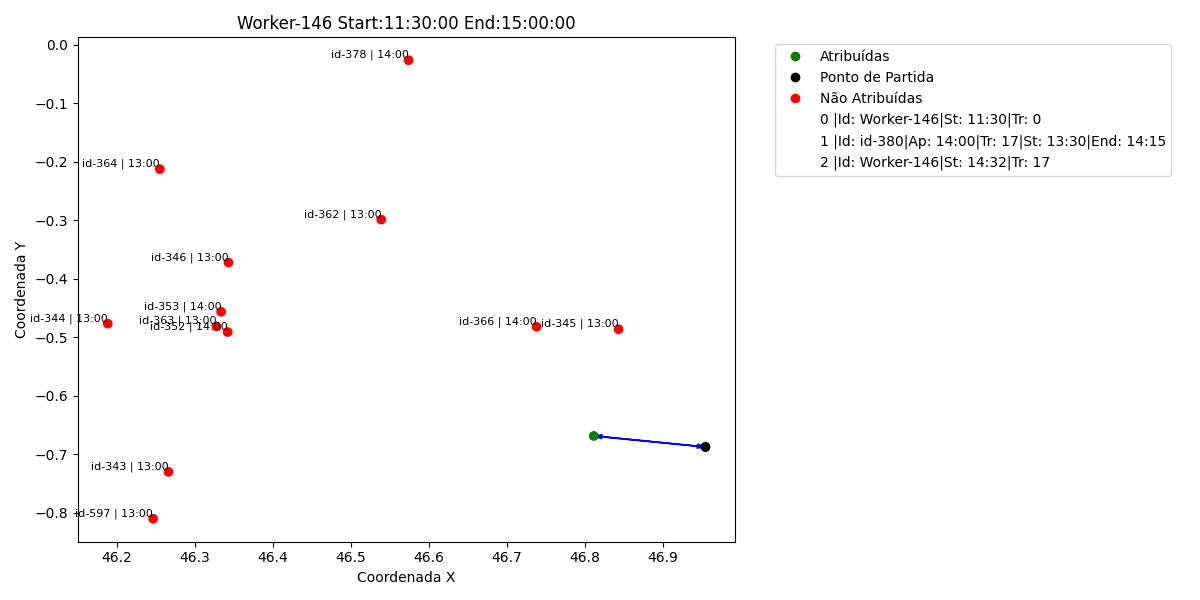 Worker-146 Start:11:30:00 End:15:00:00
Coordenada Y
0.0
−0.1
−0.2
−0.3
−0.4
−0.5
−0.6
−0.7
−0.8
id-378 | 14:00
id-364 | 13:00
id-362 | 13:00
id-346 | 13:00
id-353 | 14:00
id-344 | 13:00
id-363 | 13:00
id-352 | 14:00
id-366 | 14:00
id-345 | 13:00
id-343 | 13:00
id-597 | 13:00
46.2
46.3
46.4
46.5
46.6
46.7
46.8
46.9
Coordenada X
Atribuídas
Ponto de Partida
Não Atribuídas
0 |Id: Worker-146|St: 11:30|Tr: 0
1 |Id: id-380|Ap: 14:00|Tr: 17|St: 13:30|End: 14:15
2 |Id: Worker-146|St: 14:32|Tr: 17